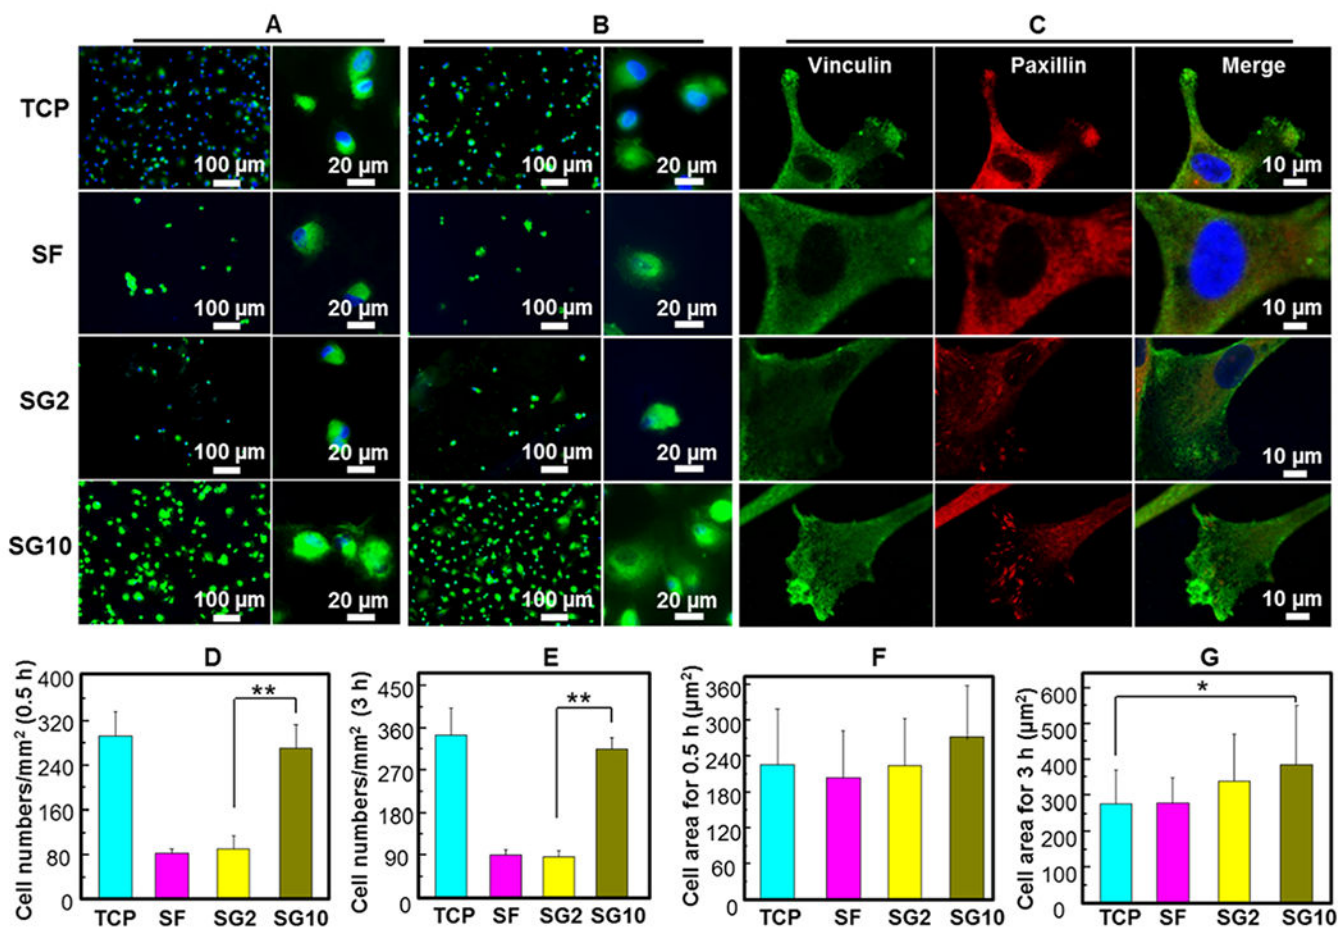 A B C
Vinculin Paxillin Merge
TCP
100 µm 20 µm 100 µm 20 µm 10 µm
SF
100 µm 20 µm 100 µm 20 µm 10 µm
SG2
100 µm 20 µm 100 µm 20 µm 10 µm
SG10
100 µm 20 µm 100 µm 20 µm 10 µm
D
Cell numbers/mm² (0.5 h)
400
320
240
160
80
0
**
TCP SF SG2 SG10
E
Cell numbers/mm² (3 h)
450
360
270
180
90
0
**
TCP SF SG2 SG10
F
Cell area for 0.5 h (µm²)
360
300
240
180
120
60
0
TCP SF SG2 SG10
G
Cell area for 3 h (µm²)
600
500
400
300
200
100
0
*
TCP SF SG2 SG10